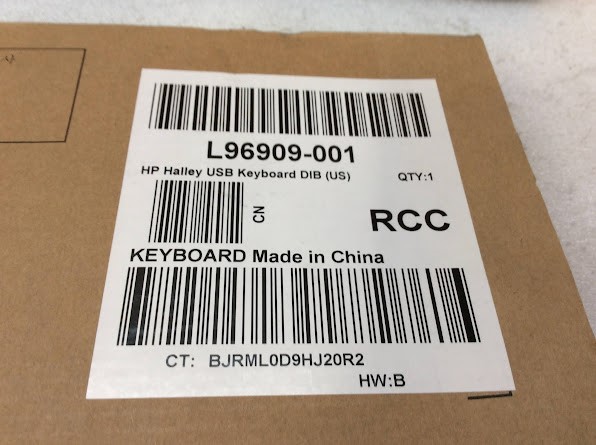 L96909-001
HP Halley USB Keyboard DIB (US) QTY:1
CN
RCC
KEYBOARD Made in China
CT: BJRML0D9HJ20R2
HW:B